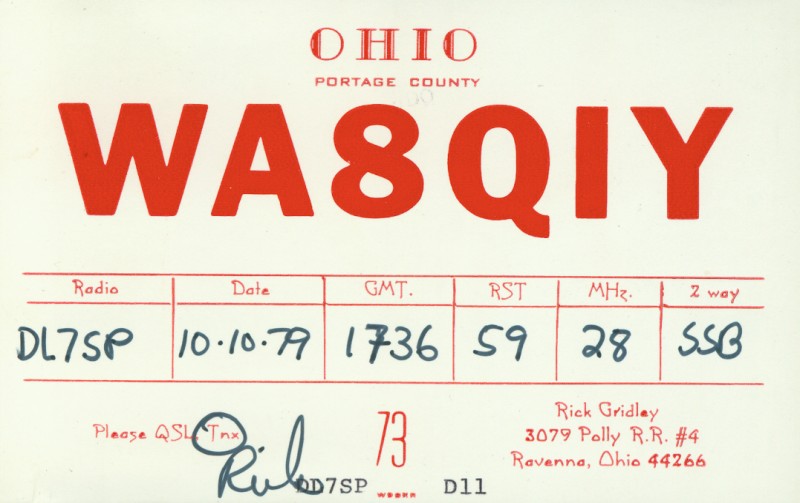 OHIO
PORTAGE COUNTY
WA8QIY
Radio Date GMT. RST MHz. 2 way
DL7SP 10·10·79 1736 59 28 SSB
Please QSL, Tnx 73
Rick Gridley
3079 Polly R.R. #4
Ravenna, Ohio 44266
Rick
DD7SP D11